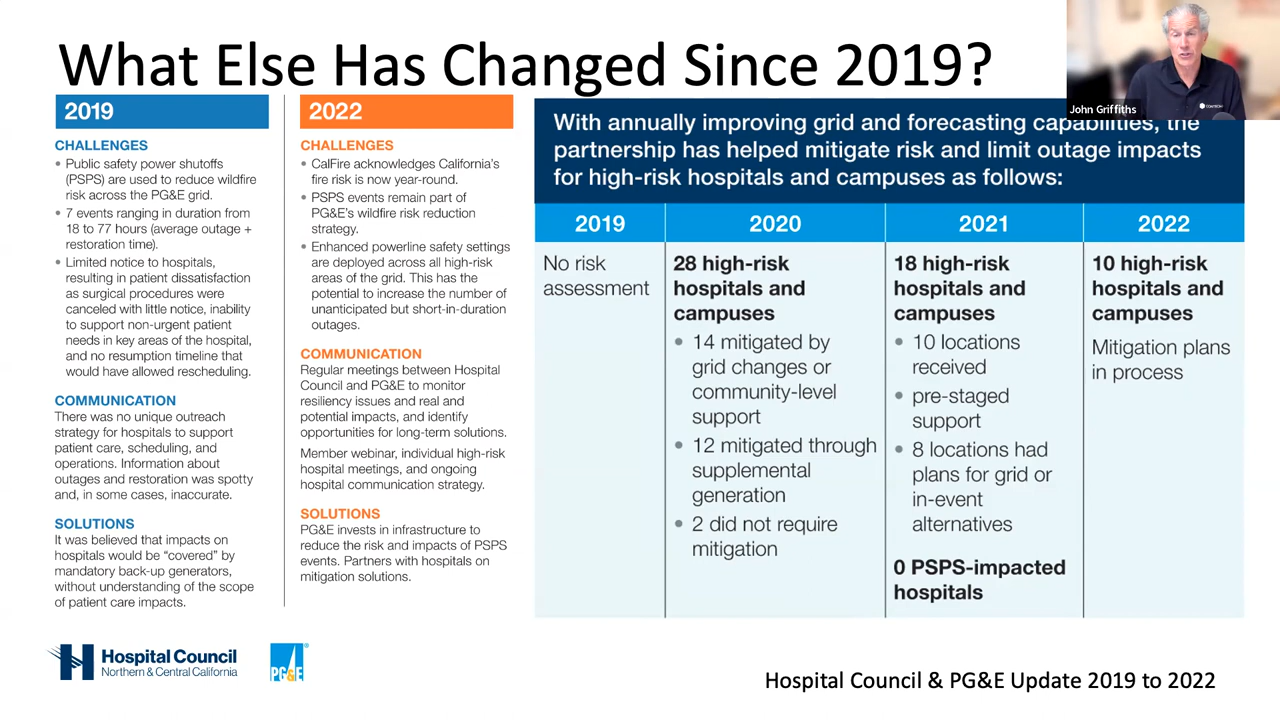 What Else Has Changed Since 2019?
John Griffiths
2019
CHALLENGES
• Public safety power shutoffs
(PSPS) are used to reduce wildfire
risk across the PG&E grid.
• 7 events ranging in duration from
18 to 77 hours (average outage +
restoration time).
• Limited notice to hospitals,
resulting in patient dissatisfaction
as surgical procedures were
canceled with little notice, inability
to support non-urgent patient
needs in key areas of the hospital,
and no resumption timeline that
would have allowed rescheduling.
COMMUNICATION
There was no unique outreach
strategy for hospitals to support
patient care, scheduling, and
operations. Information about
outages and restoration was spotty
and, in some cases, inaccurate.
SOLUTIONS
It was believed that impacts on
hospitals would be “covered” by
mandatory back-up generators,
without understanding of the scope
of patient care impacts.
2022
CHALLENGES
• CalFire acknowledges California’s
fire risk is now year-round.
• PSPS events remain part of
PG&E’s wildfire risk reduction
strategy.
• Enhanced powerline safety settings
are deployed across all high-risk
areas of the grid. This has the
potential to increase the number of
unanticipated but short-in-duration
outages.
COMMUNICATION
Regular meetings between Hospital
Council and PG&E to monitor
resiliency issues and real and
potential impacts, and identify
opportunities for long-term solutions.
Member webinar, individual high-risk
hospital meetings, and ongoing
hospital communication strategy.
SOLUTIONS
PG&E invests in infrastructure to
reduce the risk and impacts of PSPS
events. Partners with hospitals on
mitigation solutions.
With annually improving grid and forecasting capabilities, the
partnership has helped mitigate risk and limit outage impacts
for high-risk hospitals and campuses as follows:
2019
No risk
assessment
2020
28 high-risk
hospitals and
campuses
• 14 mitigated by
grid changes or
community-level
support
• 12 mitigated through
supplemental
generation
• 2 did not require
mitigation
2021
18 high-risk
hospitals and
campuses
• 10 locations
received
• pre-staged
support
• 8 locations had
plans for grid or
in-event
alternatives
0 PSPS-impacted
hospitals
2022
10 high-risk
hospitals and
campuses
Mitigation plans
in process
Hospital Council
Northern & Central California
PG&E
Hospital Council & PG&E Update 2019 to 2022